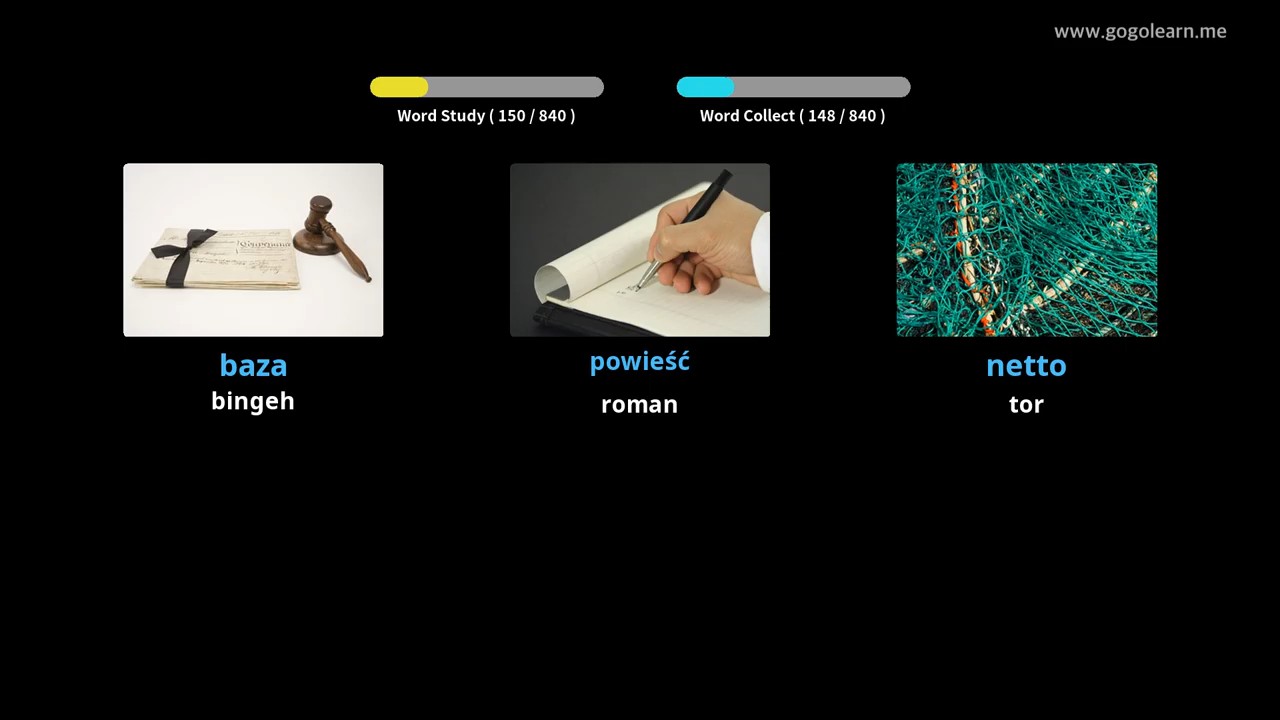 www.gogolearn.me
Word Study ( 150 / 840 )
Word Collect ( 148 / 840 )
baza
bingeh
powieść
roman
netto
tor